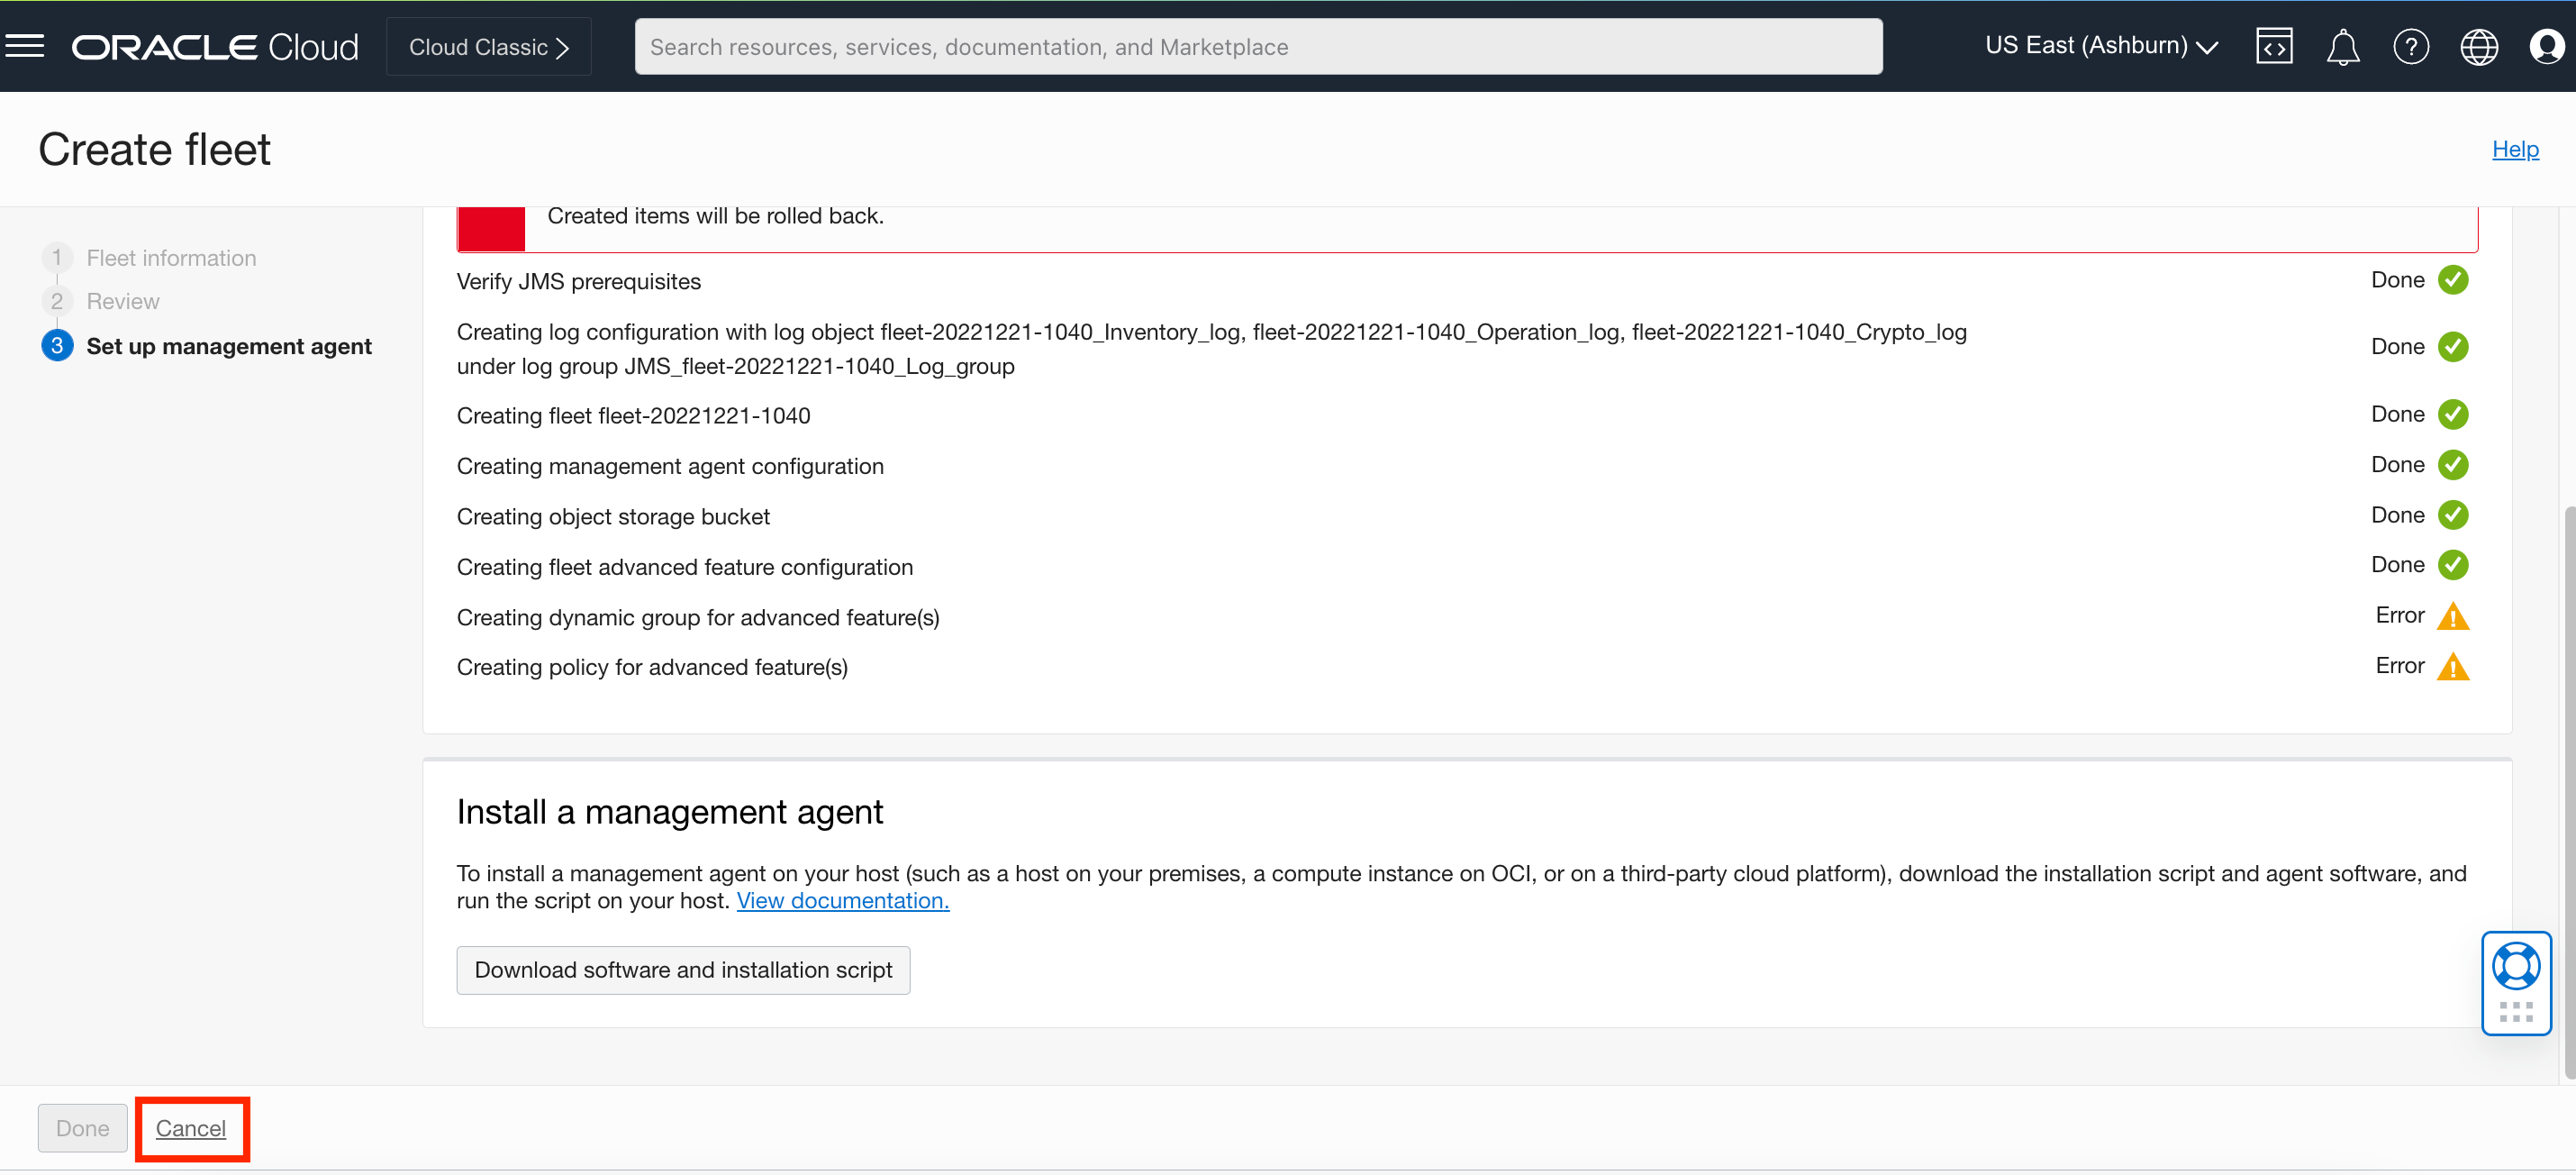 ORACLE Cloud
Cloud Classic
Search resources, services, documentation, and Marketplace
US East (Ashburn)
Create fleet
Help
1 Fleet information
2 Review
3 Set up management agent
Created items will be rolled back.
Verify JMS prerequisites Done
Creating log configuration with log object fleet-20221221-1040_Inventory_log, fleet-20221221-1040_Operation_log, fleet-20221221-1040_Crypto_log
under log group JMS_fleet-20221221-1040_Log_group Done
Creating fleet fleet-20221221-1040 Done
Creating management agent configuration Done
Creating object storage bucket Done
Creating fleet advanced feature configuration Done
Creating dynamic group for advanced feature(s) Error
Creating policy for advanced feature(s) Error
Install a management agent
To install a management agent on your host (such as a host on your premises, a compute instance on OCI, or on a third-party cloud platform), download the installation script and agent software, and
run the script on your host. View documentation.
Download software and installation script
Done Cancel